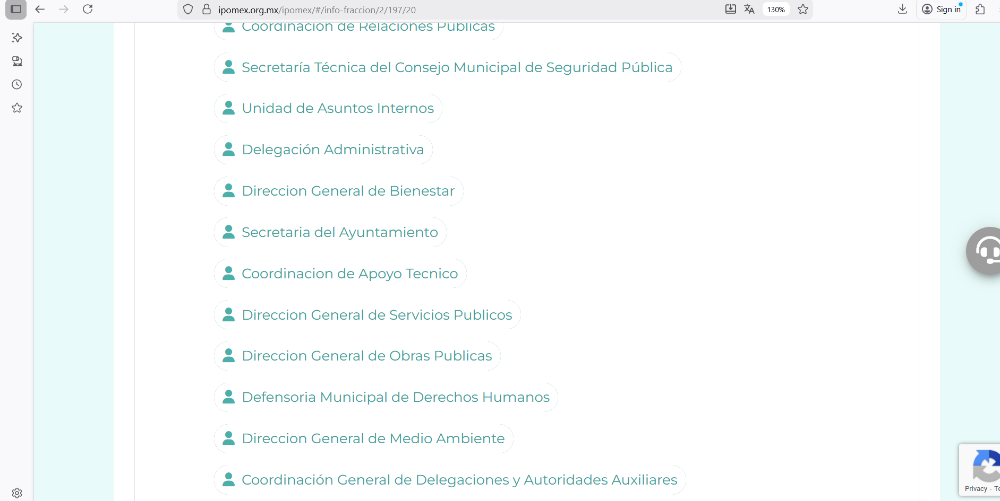 ipomex.org.mx/ipomex/#/info-fraccion/2/197/20
130%
Sign in
Coordinacion de Relaciones Publicas
Secretaría Técnica del Consejo Municipal de Seguridad Pública
Unidad de Asuntos Internos
Delegación Administrativa
Direccion General de Bienestar
Secretaria del Ayuntamiento
Coordinacion de Apoyo Tecnico
Direccion General de Servicios Publicos
Direccion General de Obras Publicas
Defensoria Municipal de Derechos Humanos
Direccion General de Medio Ambiente
Coordinación General de Delegaciones y Autoridades Auxiliares
Privacy -